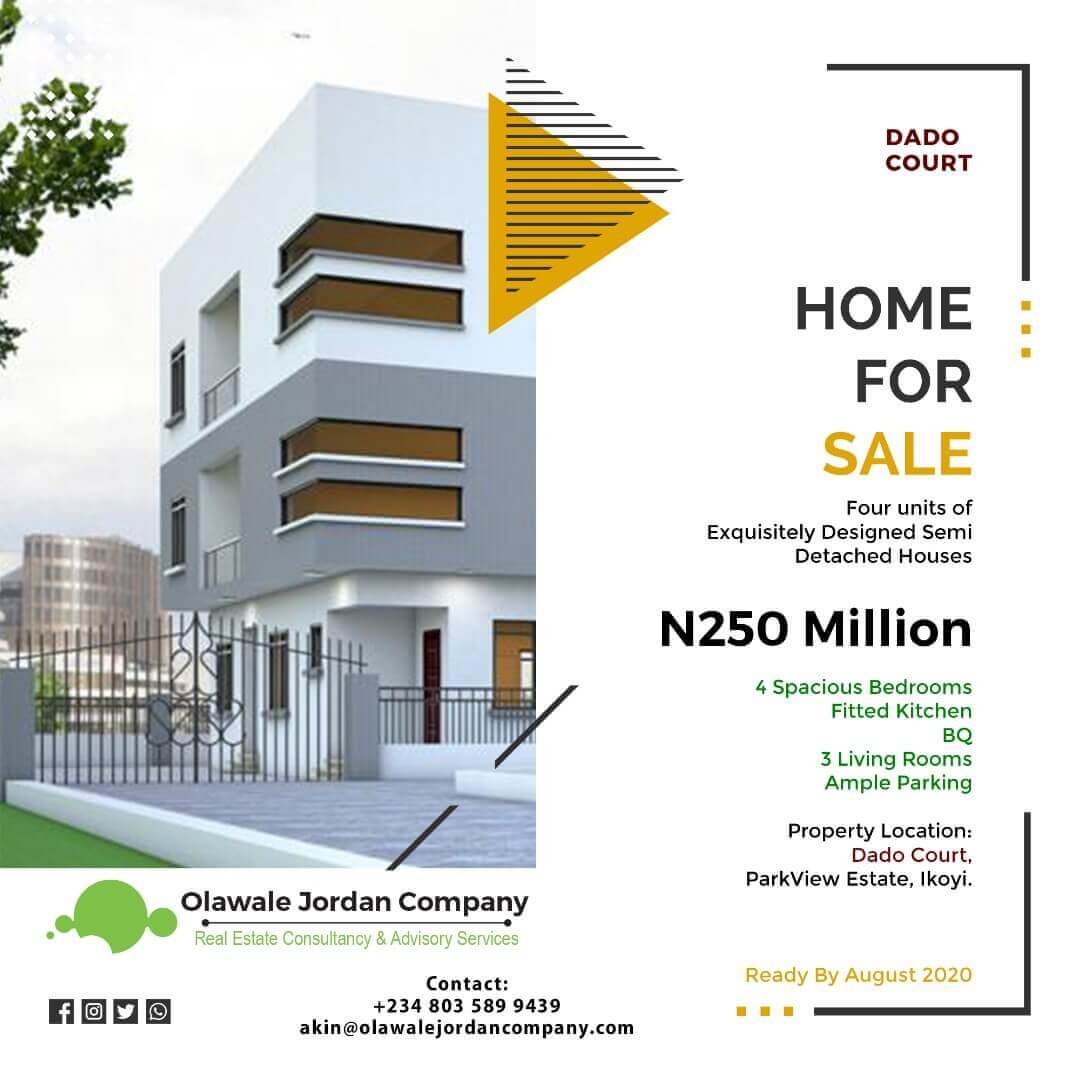 DADO
COURT
HOME
FOR
SALE
Four units of
Exquisitely Designed Semi
Detached Houses
N250 Million
4 Spacious Bedrooms
Fitted Kitchen
BQ
3 Living Rooms
Ample Parking
Property Location:
Dado Court,
ParkView Estate, Ikoyi.
Ready By August 2020
Olawale Jordan Company
Real Estate Consultancy & Advisory Services
Contact:
+234 803 589 9439
akin@olawalejordancompany.com